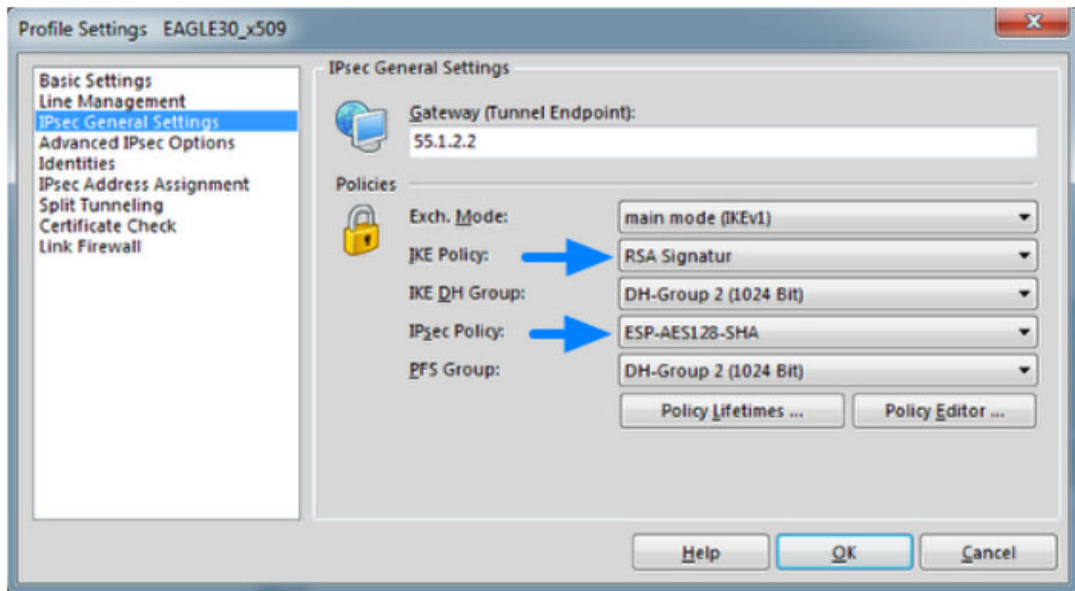 Profile Settings EAGLE30_x509
Basic Settings
Line Management
IPsec General Settings
Advanced IPsec Options
Identities
IPsec Address Assignment
Split Tunneling
Certificate Check
Link Firewall
IPsec General Settings
Gateway (Tunnel Endpoint):
55.1.2.2
Policies
Exch. Mode: main mode (IKEv1)
IKE Policy: RSA Signatur
IKE DH Group: DH-Group 2 (1024 Bit)
IPsec Policy: ESP-AES128-SHA
PFS Group: DH-Group 2 (1024 Bit)
Policy Lifetimes ... Policy Editor ...
Help OK Cancel